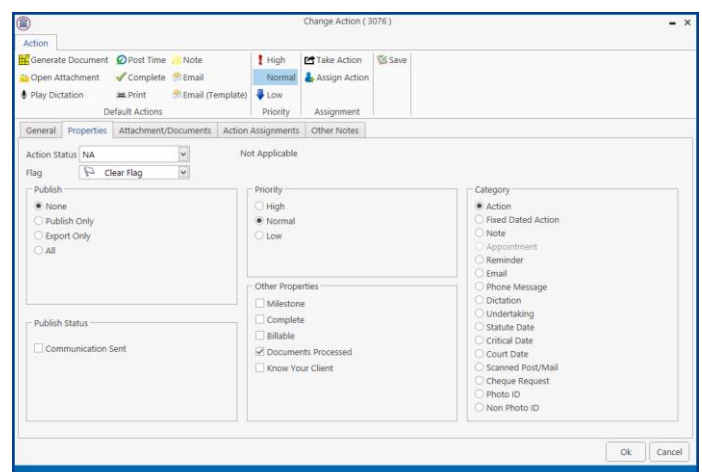 Change Action ( 3076 )
Action
Generate Document Post Time Note High Take Action Save
Open Attachment Complete Email Normal Assign Action
Play Dictation Print Email (Template) Low
Default Actions Priority Assignment
General Properties Attachment/Documents Action Assignments Other Notes
Action Status NA Not Applicable
Flag Clear Flag
Publish
None
Publish Only
Export Only
All
Publish Status
Communication Sent
Priority
High
Normal
Low
Other Properties
Milestone
Complete
Billable
Documents Processed
Know Your Client
Category
Action
Fixed Dated Action
Note
Appointment
Reminder
Email
Phone Message
Dictation
Undertaking
Statute Date
Critical Date
Court Date
Scanned Post/Mail
Cheque Request
Photo ID
Non Photo ID
Ok Cancel